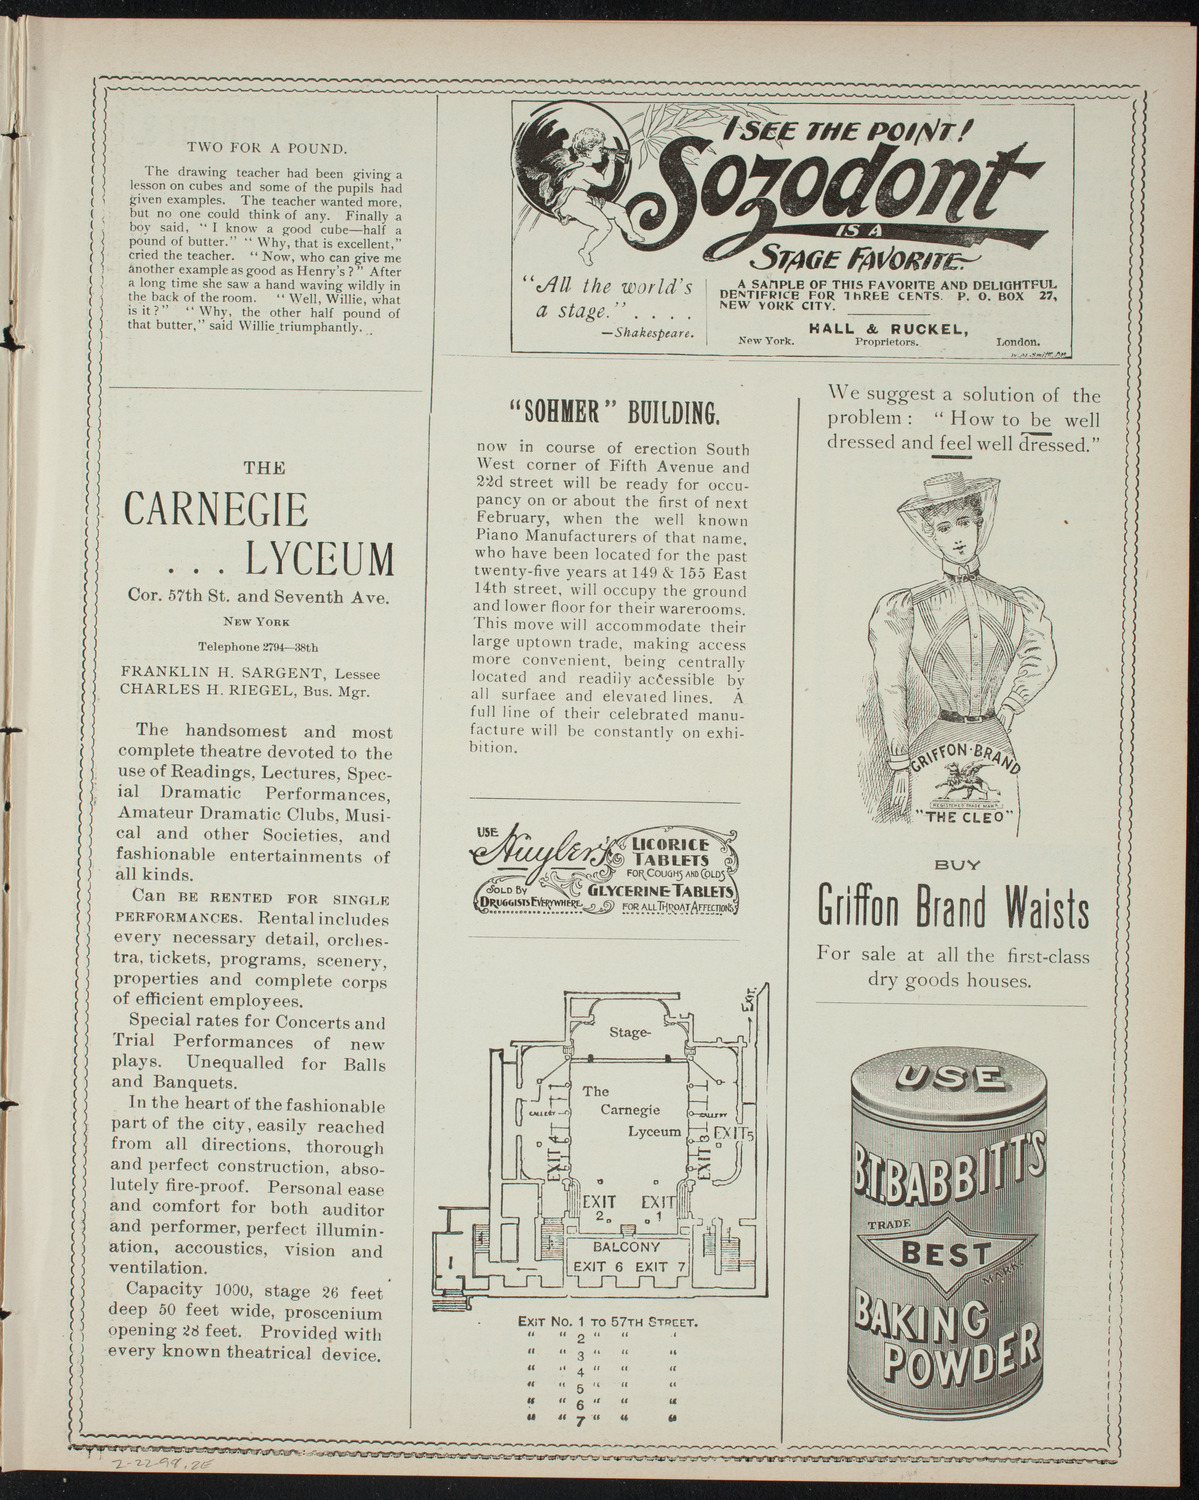 TWO FOR A POUND.
The drawing teacher had been giving a
lesson on cubes and some of the pupils had
given examples. The teacher wanted more,
but no one could think of any. Finally a
boy said, “ I know a good cube—half a
pound of butter.” “ Why, that is excellent,”
cried the teacher. “ Now, who can give me
another example as good as Henry's ? ” After
a long time she saw a hand waving wildly in
the back of the room. “ Well, Willie, what
is it ? ” “ Why, the other half pound of
that butter,” said Willie triumphantly.
THE
CARNEGIE
. . . LYCEUM
Cor. 57th St. and Seventh Ave.
NEW YORK
Telephone 2794—38th
FRANKLIN H. SARGENT, Lessee
CHARLES H. RIEGEL, Bus. Mgr.
The handsomest and most
complete theatre devoted to the
use of Readings, Lectures, Spec-
ial Dramatic Performances,
Amateur Dramatic Clubs, Musi-
cal and other Societies, and
fashionable entertainments of
all kinds.
Can BE RENTED FOR SINGLE
PERFORMANCES. Rental includes
every necessary detail, orches-
tra, tickets, programs, scenery,
properties and complete corps
of efficient employees.
Special rates for Concerts and
Trial Performances of new
plays. Unequalled for Balls
and Banquets.
In the heart of the fashionable
part of the city, easily reached
from all directions, thorough
and perfect construction, abso-
lutely fire-proof. Personal ease
and comfort for both auditor
and performer, perfect illumin-
ation, accoustics, vision and
ventilation.
Capacity 1000, stage 26 feet
deep 50 feet wide, proscenium
opening 28 feet. Provided with
every known theatrical device.
I SEE THE POINT!
Sozodont
IS A
STAGE FAVORITE.
“All the world's
a stage.” . . . .
—Shakespeare.
A SAMPLE OF THIS FAVORITE AND DELIGHTFUL
DENTIFRICE FOR THREE CENTS. P. O. BOX 27,
NEW YORK CITY.
HALL & RUCKEL,
New York. Proprietors. London.
“SOHMER” BUILDING.
now in course of erection South
West corner of Fifth Avenue and
22d street will be ready for occu-
pancy on or about the first of next
February, when the well known
Piano Manufacturers of that name,
who have been located for the past
twenty-five years at 149 & 155 East
14th street, will occupy the ground
and lower floor for their warerooms.
This move will accommodate their
large uptown trade, making access
more convenient, being centrally
located and readily accessible by
all surfaee and elevated lines. A
full line of their celebrated manu-
facture will be constantly on exhi-
bition.
USE
Huyler's
LICORICE
TABLETS
FOR COUGHS AND COLDS
GLYCERINE TABLETS
FOR ALL THROAT AFFECTIONS
SOLD BY
DRUGGISTS EVERYWHERE
EXIT
Stage
The
Carnegie
Lyceum
GALLERY
GALLERY
EXIT 4
EXIT 3
EXIT 5
EXIT EXIT
2 1
BALCONY
EXIT 6 EXIT 7
EXIT NO. 1 TO 57TH STREET.
“ “ 2 “ “ “
“ “ 3 “ “ “
“ “ 4 “ “ “
“ “ 5 “ “ “
“ “ 6 “ “ “
“ “ 7 “ “ “
We suggest a solution of the
problem : “ How to be well
dressed and feel well dressed.”
GRIFFON-BRAND
REGISTERED TRADE MARK
"THE CLEO"
BUY
Griffon Brand Waists
For sale at all the first-class
dry goods houses.
USE
B.T. BABBITT'S
TRADE
BEST
MARK
BAKING
POWDER
2-22-98, 2E